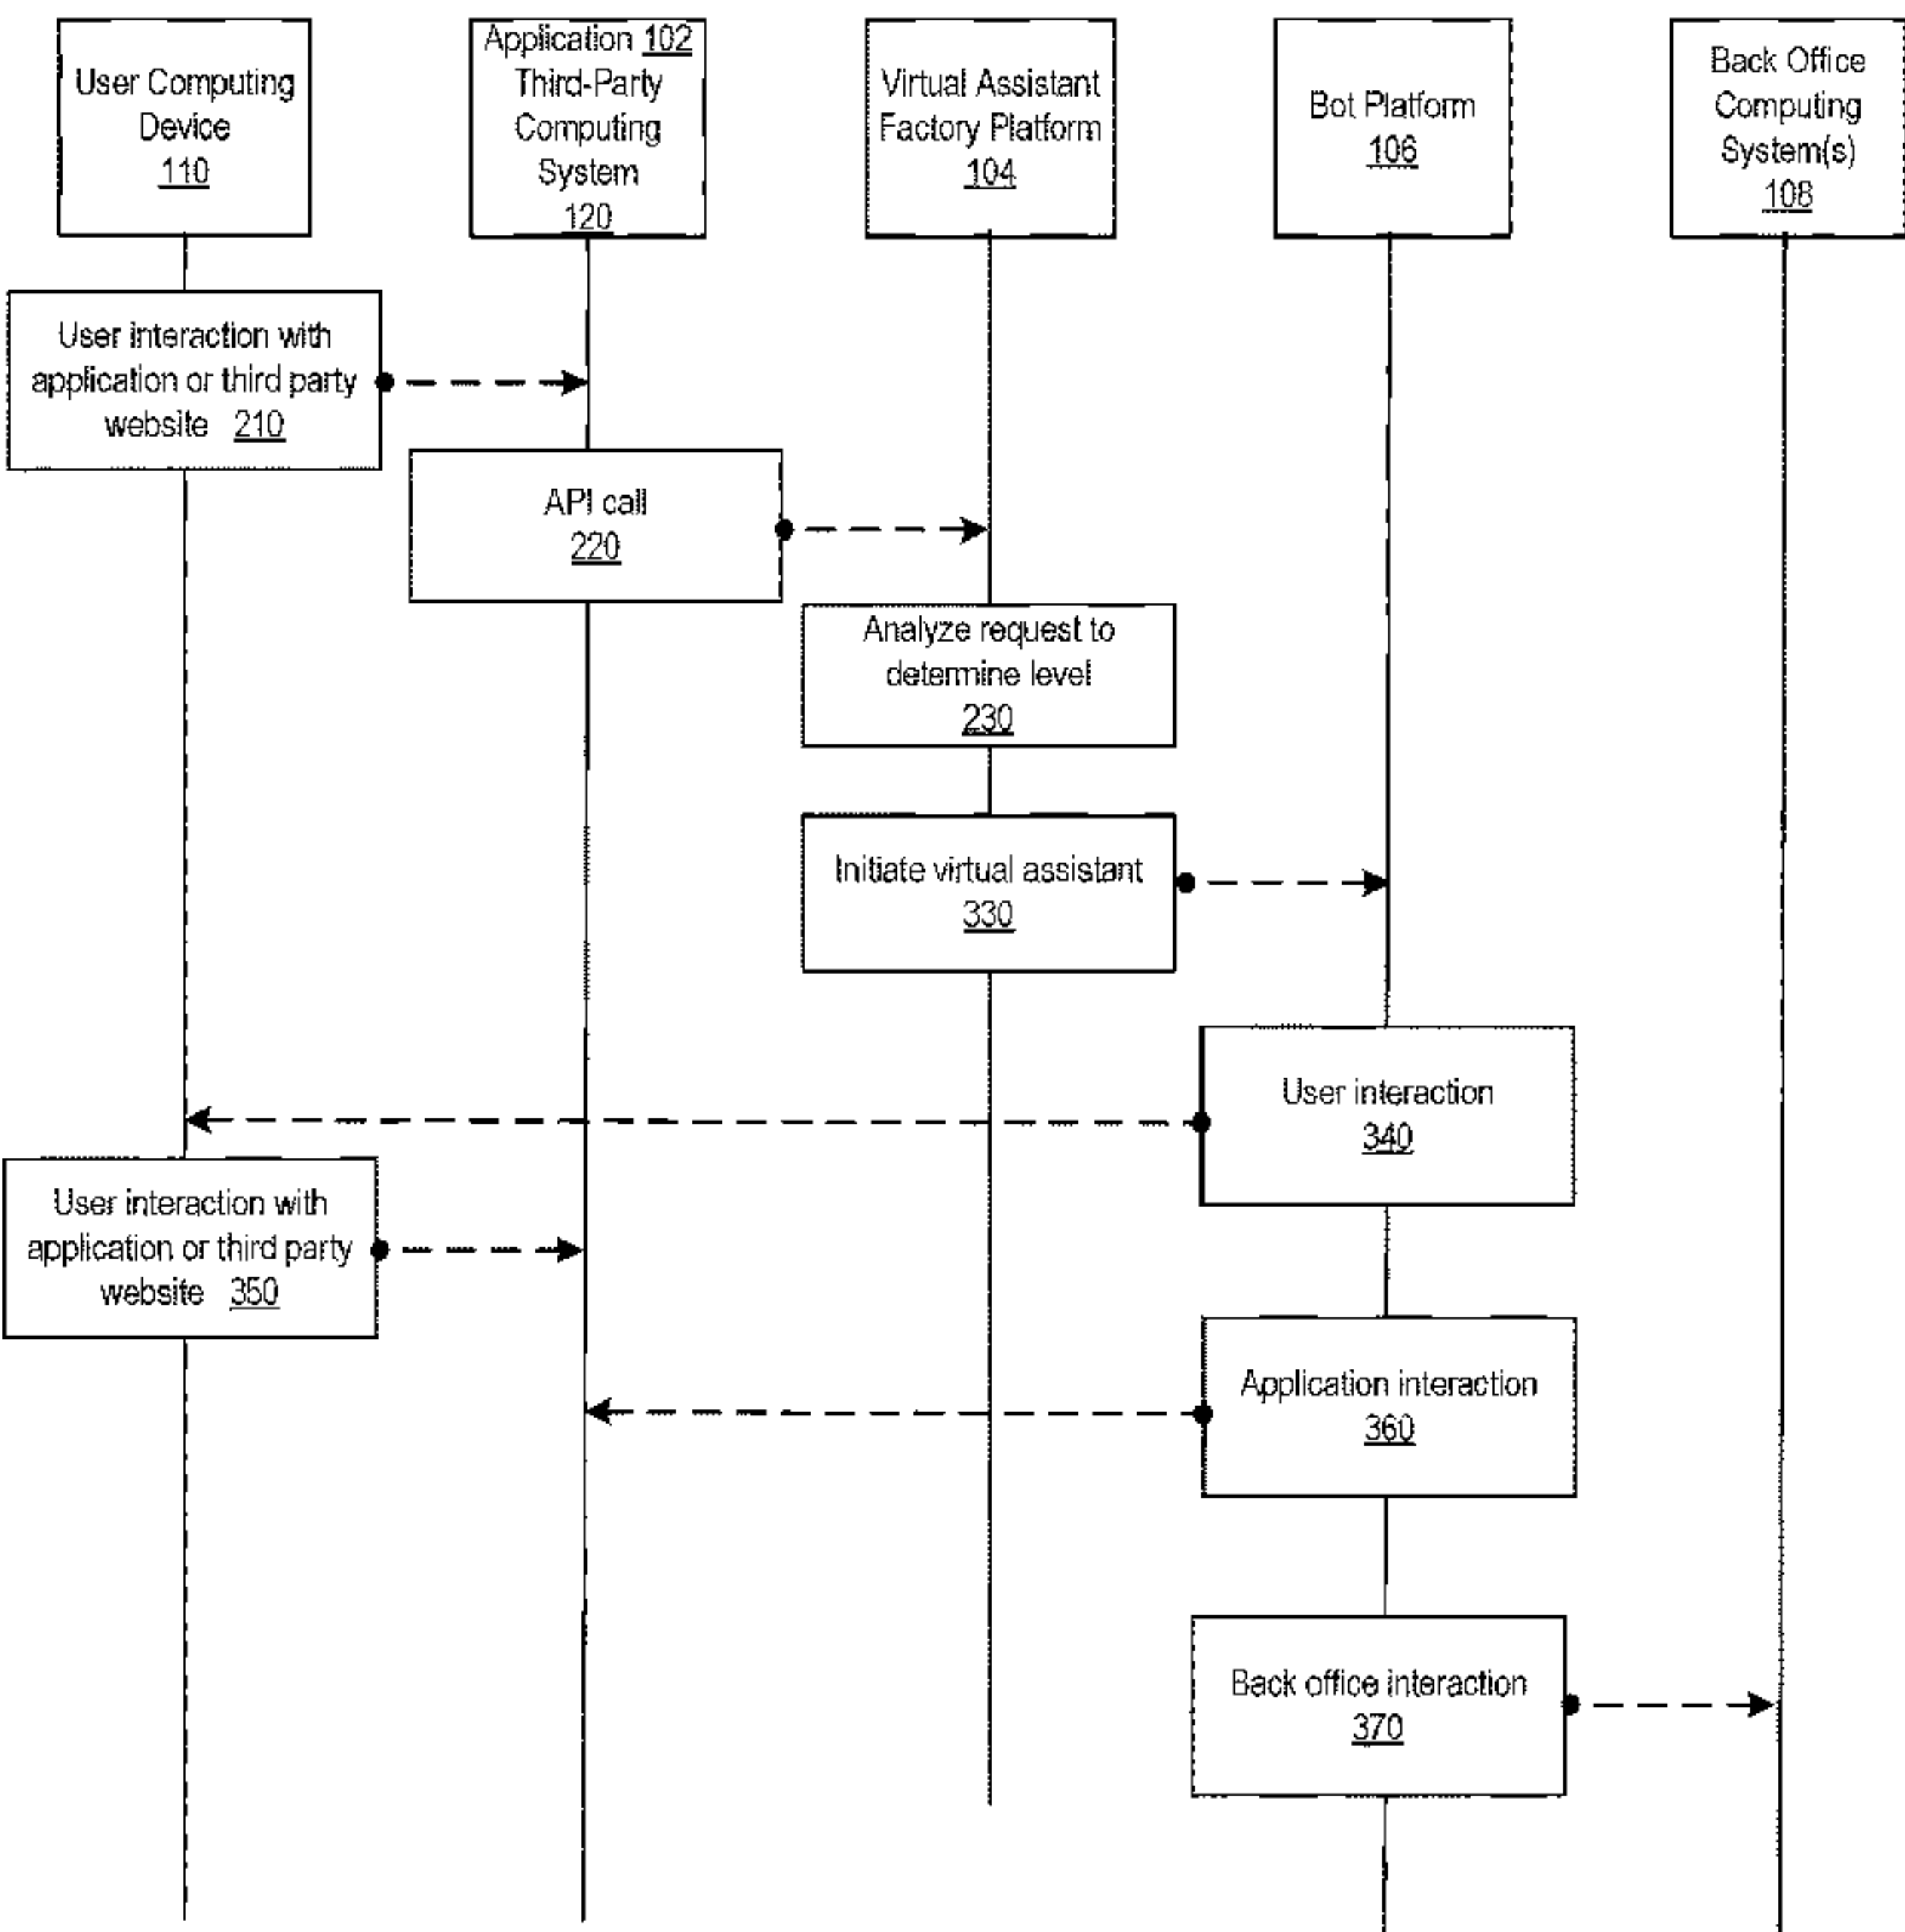 User Computing
Device
110
Application 102
Third-Party
Computing
System
120
Virtual Assistant
Factory Platform
104
Bot Platform
106
Back Office
Computing
System(s)
108
User interaction with
application or third party
website 210
API call
220
Analyze request to
determine level
230
Initiate virtual assistant
330
User interaction
340
User interaction with
application or third party
website 350
Application interaction
360
Back office interaction
370